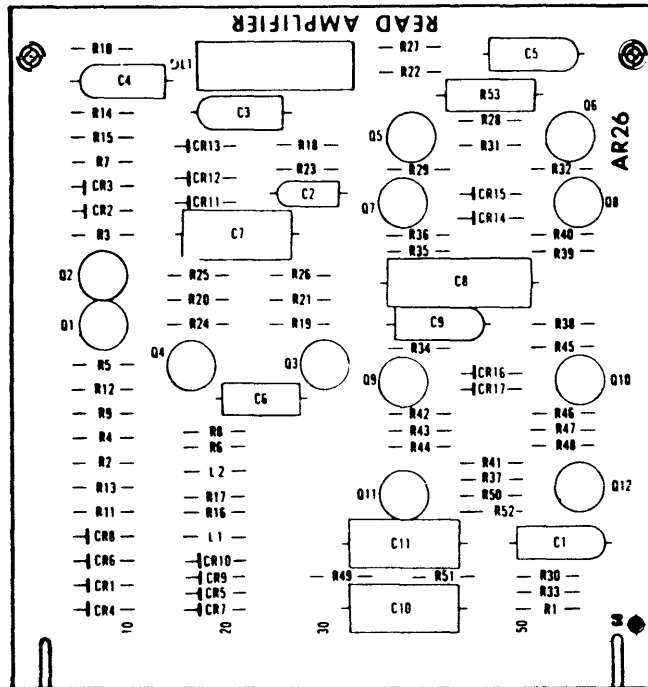 READ AMPLIFIER
R10 R27 C5
DL1
C4 R22
R53
R14 C3 Q6
R28
R15 CR13 R18 Q5 R31 AR26
R7 R23 R29 R32
CR3 CR12 C2 CR15
CR2 CR11 Q7 CR14 Q8
R3 C7 R36 R40
R35 R39
Q2 R25 R26 C8
R20 R21
Q1 R24 R19 C9 R38
R34 R45
R5 Q4 Q3 Q9 CR16 Q10
R12 C6 CR17
R9 R42 R46
R4 R8 R43 R47
R6 R44 R48
R2 L2 R41
R13 R17 Q11 R37 Q12
R50
R11 R16 R52
CR8 L1 C11 C1
CR6 CR10
CR9 R49 R51 R30
CR1 CR5 R33
CR4 CR7 C10 R1
10 20 30 50 60